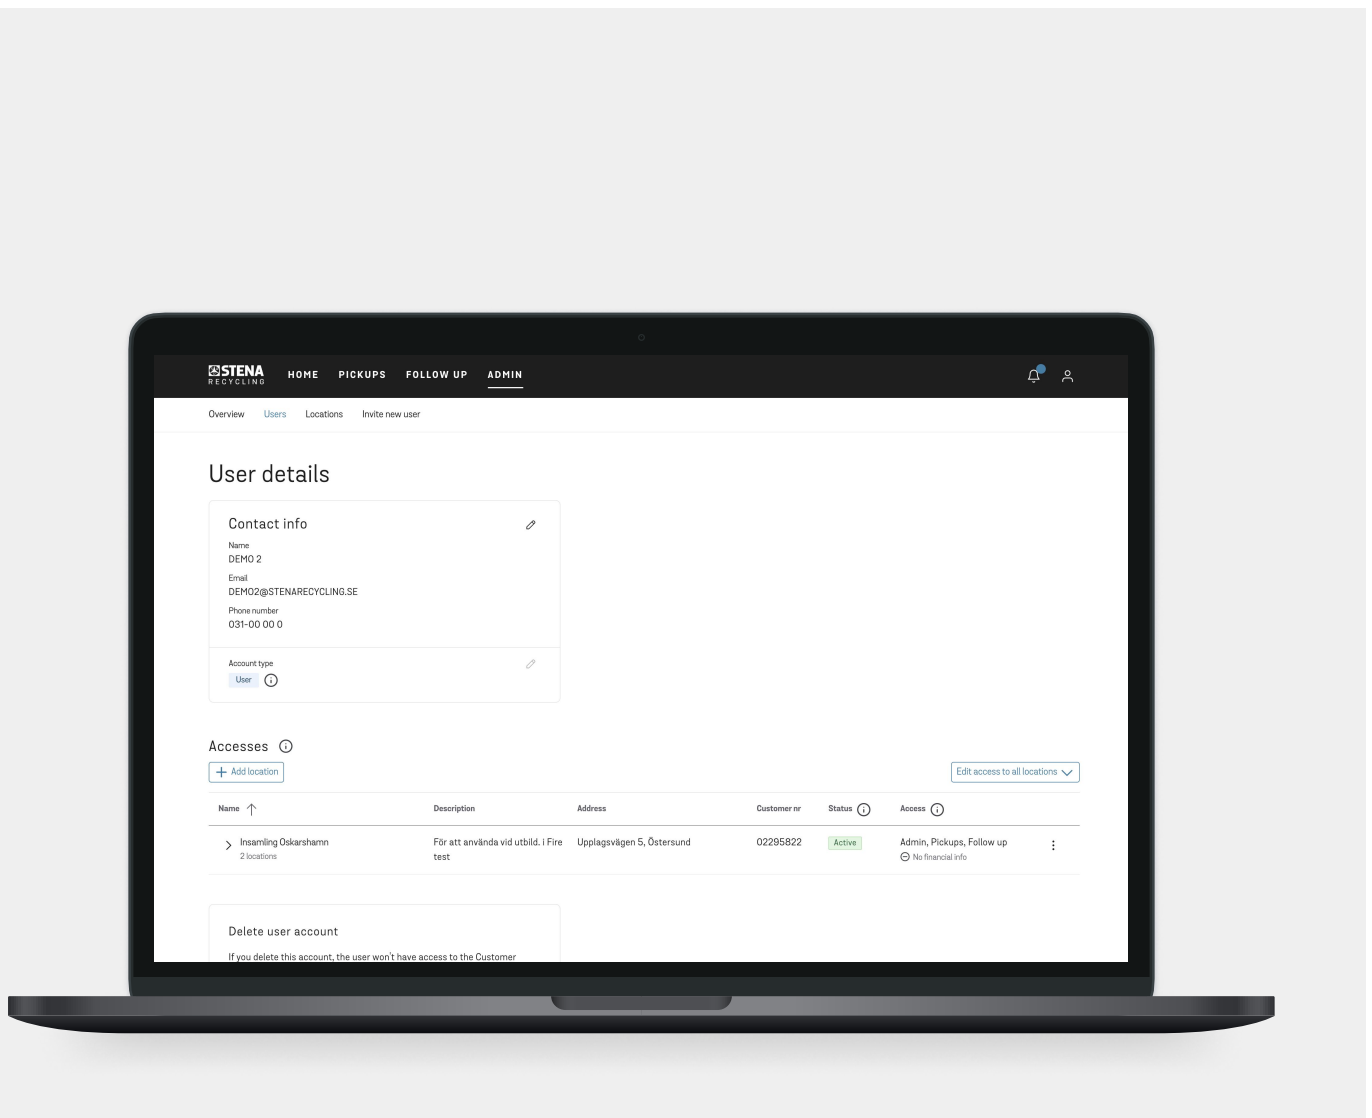 STENA
RECYCLING
HOME PICKUPS FOLLOW UP ADMIN
Overview Users Locations Invite new user
User details
Contact info
Name
DEMO 2
Email
DEMO2@STENARECYCLING.SE
Phone number
031-00 00 0
Account type
User
Accesses
Add location Edit access to all locations
Name Description Address Customer nr Status Access
Insamling Oskarshamn För att använda vid utbild. i Fire Upplagsvägen 5, Östersund 02295822 Active Admin, Pickups, Follow up
2 locations test No financial info
Delete user account
If you delete this account, the user won't have access to the Customer